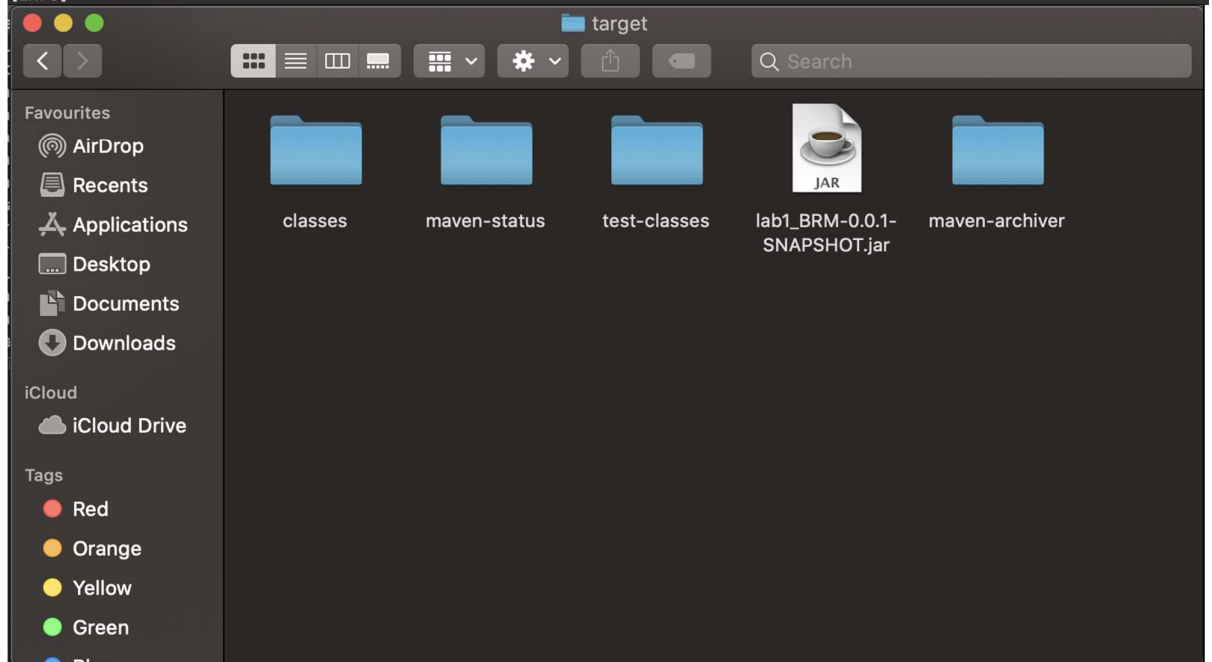 target
Search
Favourites
AirDrop
Recents
Applications
Desktop
Documents
Downloads
iCloud
iCloud Drive
Tags
Red
Orange
Yellow
Green
classes
maven-status
test-classes
JAR
lab1_BRM-0.0.1-
SNAPSHOT.jar
maven-archiver